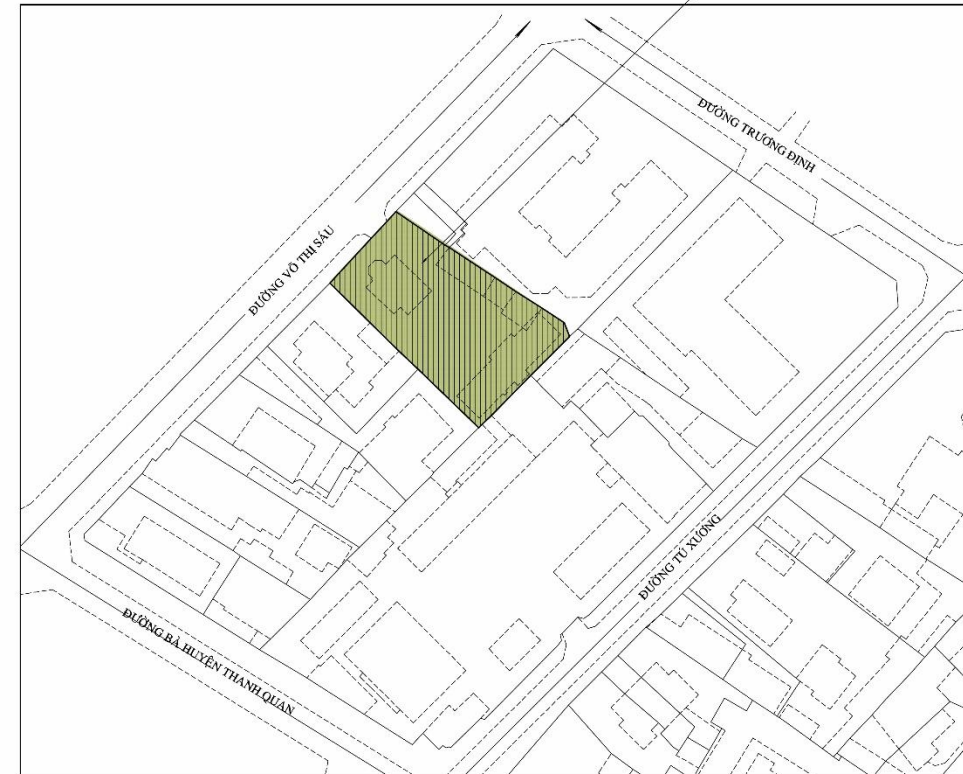 ĐƯỜNG TRƯƠNG ĐỊNH
ĐƯỜNG VÕ THỊ SÁU
ĐƯỜNG TÚ XƯƠNG
ĐƯỜNG BÀ HUYỆN THANH QUAN